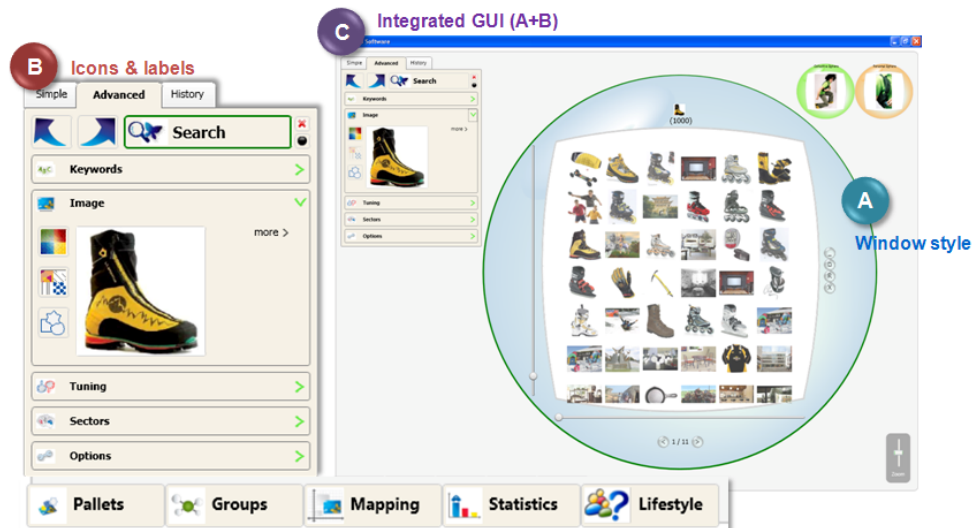 C
Integrated GUI (A+B)
B
Icons & labels
Software
Simple Advanced History
Search
Keywords
Image
more >
Tuning
Sectors
Options
Simple Advanced History
Search
AgC Keywords
Image
more >
Tuning
Sectors
Options
(1000)
A
Window style
1 / 11
Zoom
Pallets Groups Mapping Statistics Lifestyle